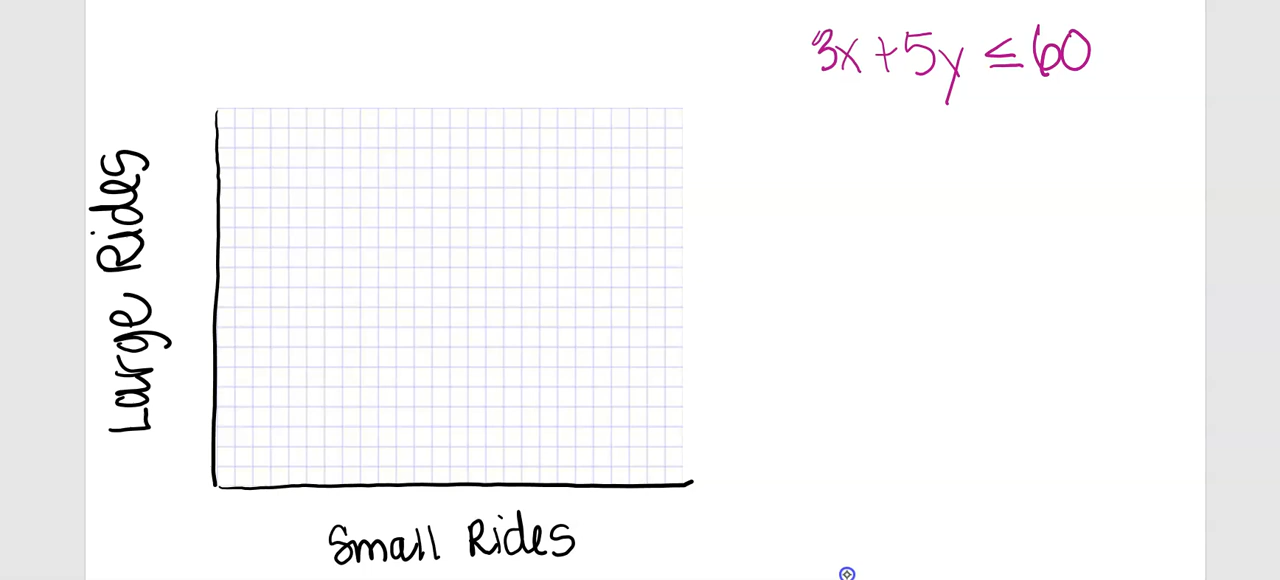 3x + 5y ≤ 60
Large Rides
Small Rides